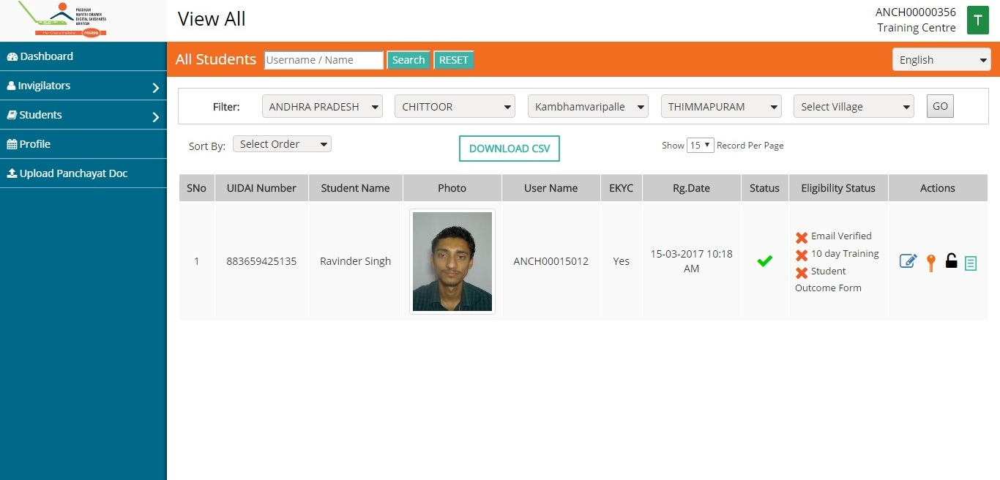 PRADHAN
MANTRI GRAMIN
DIGITAL SAKSHARTA
ABHIYAN
View All
ANCH00000356
Training Centre
T
Dashboard
Invigilators
Students
Profile
Upload Panchayat Doc
All Students Username / Name Search RESET English
Filter: ANDHRA PRADESH CHITTOOR Kambhamvaripalle THIMMAPURAM Select Village GO
Sort By: Select Order DOWNLOAD CSV Show 15 Record Per Page
SNo UIDAI Number Student Name Photo User Name EKYC Rg.Date Status Eligibility Status Actions
1 883659425135 Ravinder Singh ANCH00015012 Yes 15-03-2017 10:18
AM
Email Verified
10 day Training
Student
Outcome Form